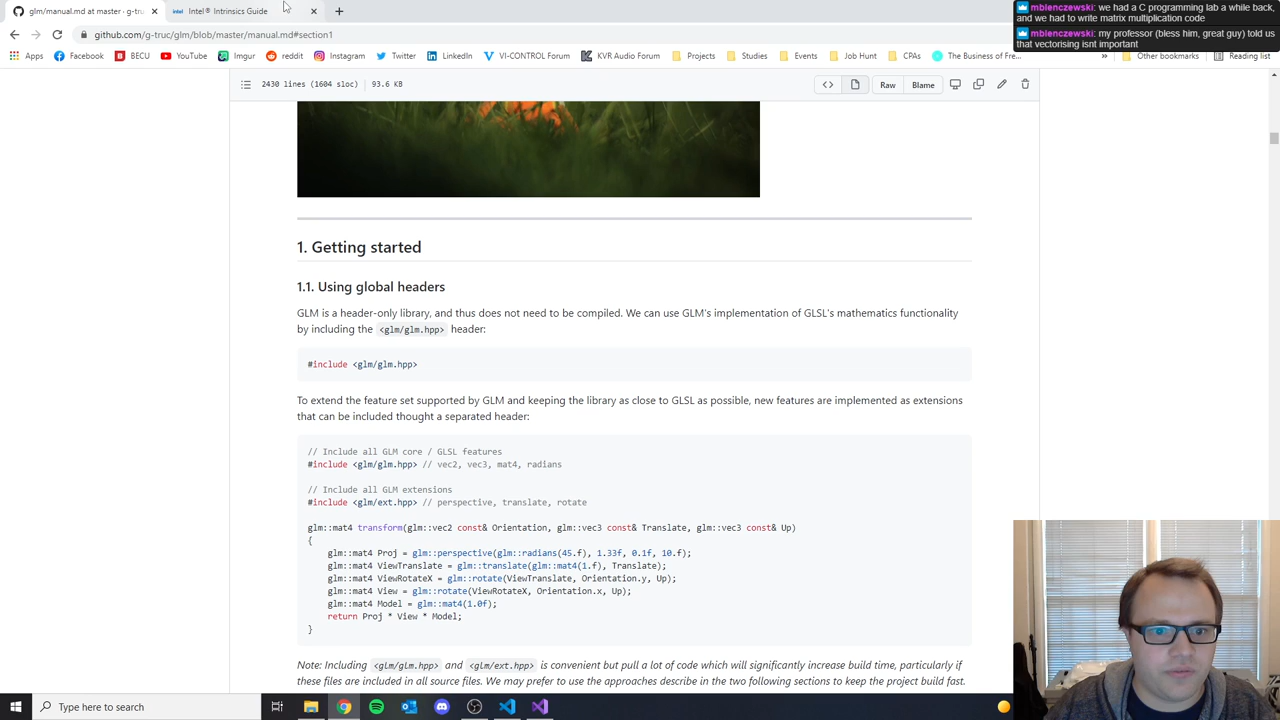 glm/manual.md at master · g-tru
Intel® Intrinsics Guide
github.com/g-truc/glm/blob/master/manual.md#section1
Apps
Facebook
BECU
YouTube
Imgur
reddit
Instagram
Twitter
LinkedIn
VI-CONTROL Forum
KVR Audio Forum
Projects
Studies
Events
Job Hunt
CPAs
The Business of Free
»
Other bookmarks
Reading list
mbienczewski: we had a C programming lab a while back,
and we had to write matrix multiplication code
mbienczewski: my professor (bless him, great guy) told us
that vectorising isnt important
2430 lines (1604 sloc) 93.6 KB
Raw
Blame
1. Getting started
1.1. Using global headers
GLM is a header-only library, and thus does not need to be compiled. We can use GLM's implementation of GLSL's mathematics functionality
by including the <glm/glm.hpp> header:
#include <glm/glm.hpp>
To extend the feature set supported by GLM and keeping the library as close to GLSL as possible, new features are implemented as extensions
that can be included thought a separated header:
// Include all GLM core / GLSL features
#include <glm/glm.hpp> // vec2, vec3, mat4, radians
// Include all GLM extensions
#include <glm/ext.hpp> // perspective, translate, rotate
glm::mat4 transform(glm::vec2 const& Orientation, glm::vec3 const& Translate, glm::vec3 const& Up)
{
glm::mat4 Proj = glm::perspective(glm::radians(45.f), 1.33f, 0.1f, 10.f);
glm::mat4 ViewTranslate = glm::translate(glm::mat4(1.f), Translate);
glm::mat4 ViewRotateX = glm::rotate(ViewTranslate, Orientation.y, Up);
glm::mat4 View = glm::rotate(ViewRotateX, Orientation.x, Up);
glm::mat4 Model = glm::mat4(1.0f);
return Proj * View * Model;
}
Note: Including <glm/glm.hpp> and <glm/ext.hpp> is convenient but pull a lot of code which will significantly increase build time, particularly if
these files are included in all source files. We may prefer to use the approaches describe in the two following sections to keep the project build fast.
Type here to search